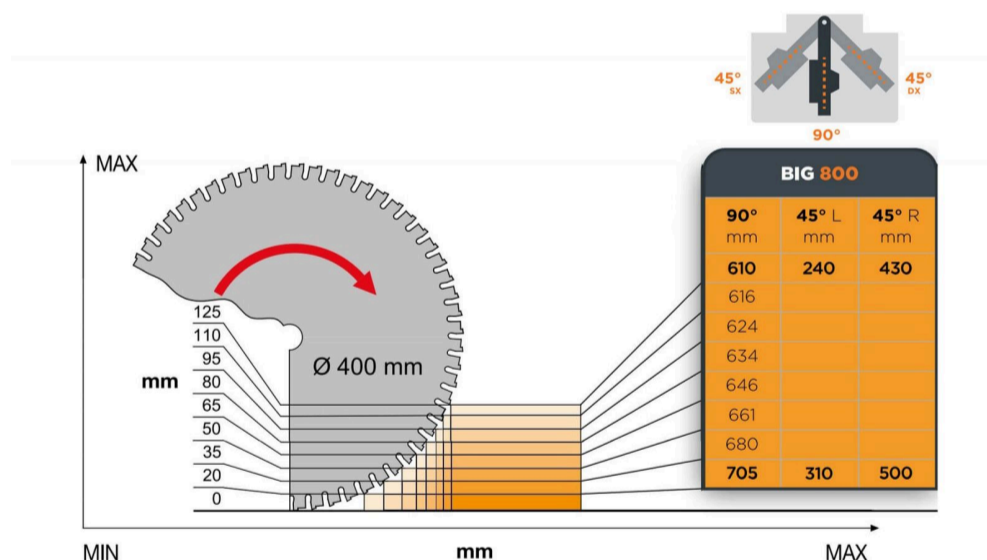 45° SX
45° DX
90°
MAX
BIG 800
90° mm
45° L mm
45° R mm
610 240 430
616
624
634
646
661
680
705 310 500
125
110
95
80
65
50
35
20
0
mm
Ø 400 mm
MIN
mm
MAX